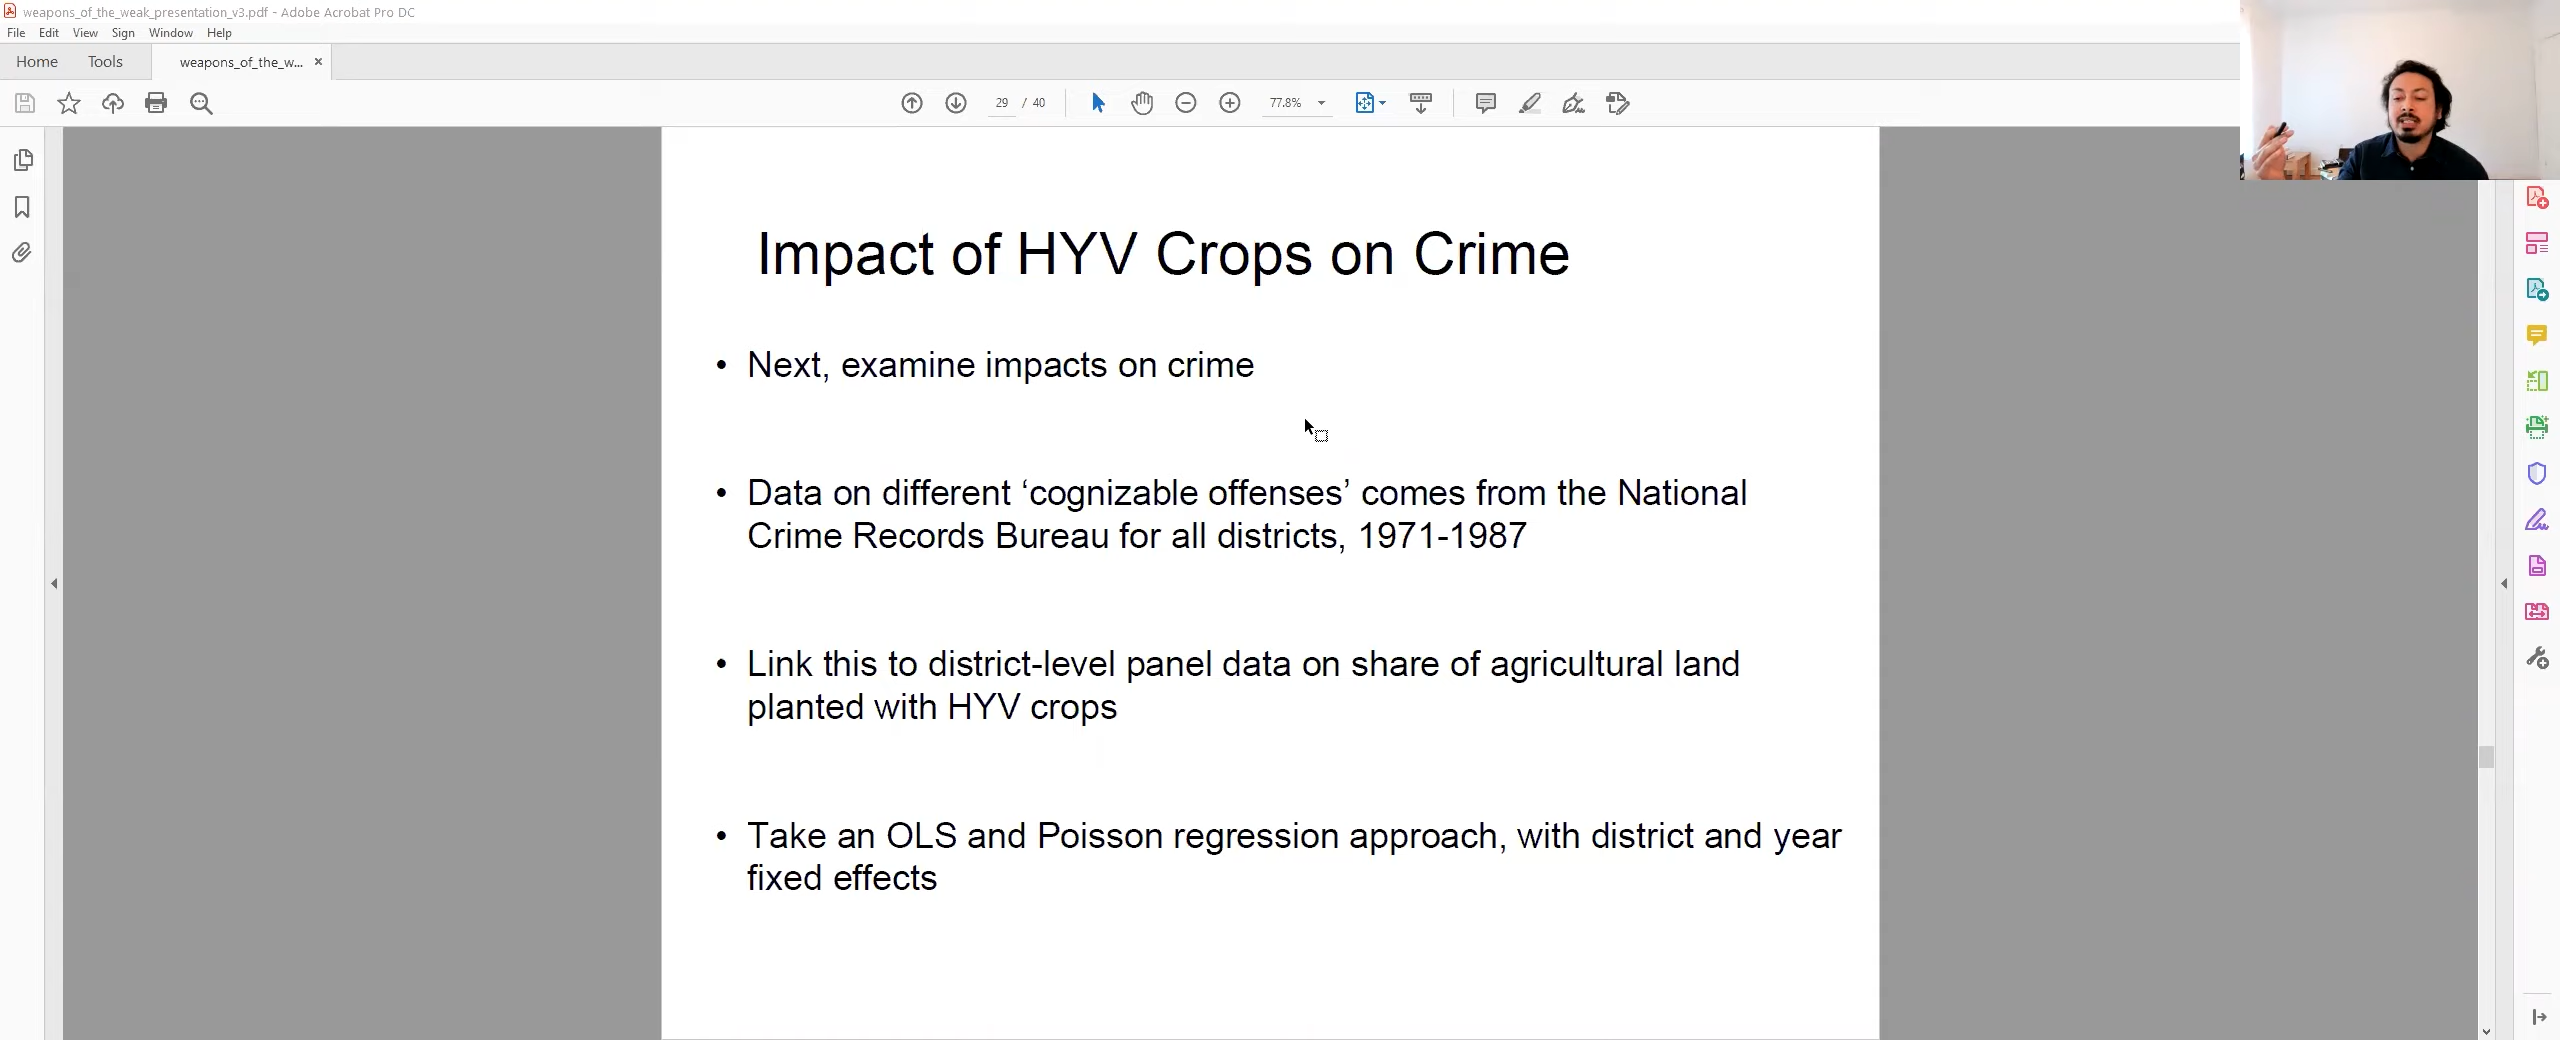 weapons_of_the_weak_presentation_v3.pdf - Adobe Acrobat Pro DC
File Edit View Sign Window Help
Home Tools weapons_of_the_w... ×
29 / 40 77.8%
Impact of HYV Crops on Crime
• Next, examine impacts on crime
• Data on different ‘cognizable offenses’ comes from the National
Crime Records Bureau for all districts, 1971-1987
• Link this to district-level panel data on share of agricultural land
planted with HYV crops
• Take an OLS and Poisson regression approach, with district and year
fixed effects